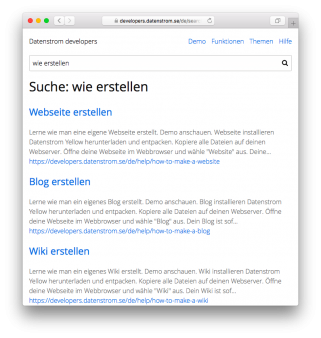 developers.datenstrom.se/de/sear
Datenstrom developers
Demo Funktionen Themen Hilfe
wie erstellen
Suche: wie erstellen
Webseite erstellen
Lerne wie man eine eigene Webseite erstellt. Demo anschauen. Webseite installieren
Datenstrom Yellow herunterladen und entpacken. Kopiere alle Dateien auf deinen
Webserver. Öffne deine Webseite im Webbrowser und wähle "Website" aus. Deine...
https://developers.datenstrom.se/de/help/how-to-make-a-website
Blog erstellen
Lerne wie man ein eigenes Blog erstellt. Demo anschauen. Blog installieren Datenstrom
Yellow herunterladen und entpacken. Kopiere alle Dateien auf deinen Webserver. Öffne
deine Webseite im Webbrowser und wähle "Blog" aus. Dein Blog ist sof...
https://developers.datenstrom.se/de/help/how-to-make-a-blog
Wiki erstellen
Lerne wie man ein eigenes Wiki erstellt. Demo anschauen. Wiki installieren Datenstrom
Yellow herunterladen und entpacken. Kopiere alle Dateien auf deinen Webserver. Öffne
deine Webseite im Webbrowser und wähle "Wiki" aus. Dein Wiki ist sof...
https://developers.datenstrom.se/de/help/how-to-make-a-wiki